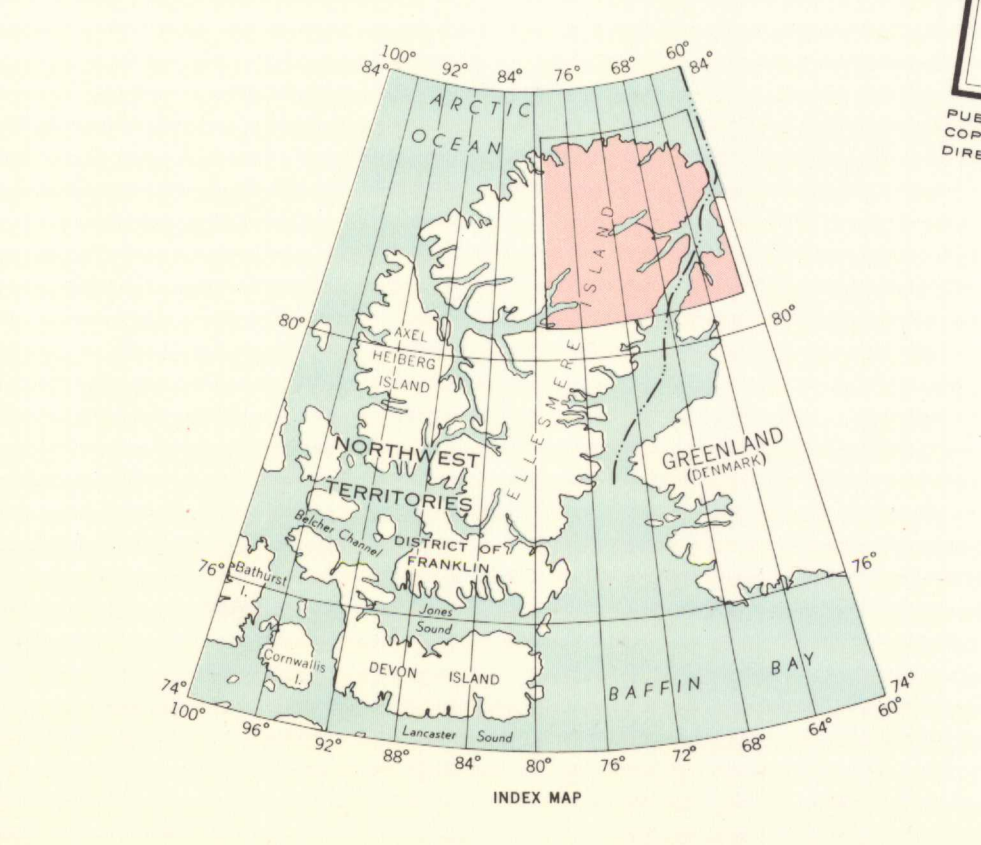 100° 92° 84° 76° 68° 60°
84° 84°
ARCTIC
OCEAN
PUB
COP
DIRE
80° 80°
ELLESMERE ISLAND
AXEL
HEIBERG
ISLAND
NORTHWEST
TERRITORIES
GREENLAND
(DENMARK)
Belcher Channel
DISTRICT OF
FRANKLIN
76° 76°
Bathurst
I.
Jones
Sound
Cornwallis
I.
DEVON ISLAND
BAFFIN BAY
74° 74°
Lancaster Sound
100° 96° 92° 88° 84° 80° 76° 72° 68° 64° 60°
INDEX MAP